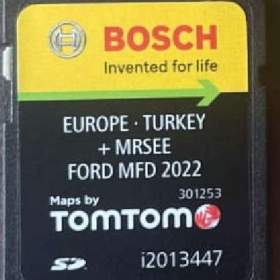 BOSCH
Invented for life
EUROPE · TURKEY
+ MRSEE
FORD MFD 2022
301253
Maps by
TOMTOM
SD
i2013447